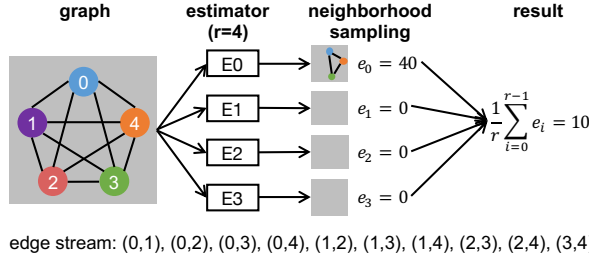 graph estimator (r=4) neighborhood sampling result
0
1
4
2
3
E0
E1
E2
E3
e₀ = 40
e₁ = 0
e₂ = 0
e₃ = 0
1/r ∑_{i=0}^{r−1} e_i = 10
edge stream: (0,1), (0,2), (0,3), (0,4), (1,2), (1,3), (1,4), (2,3), (2,4), (3,4